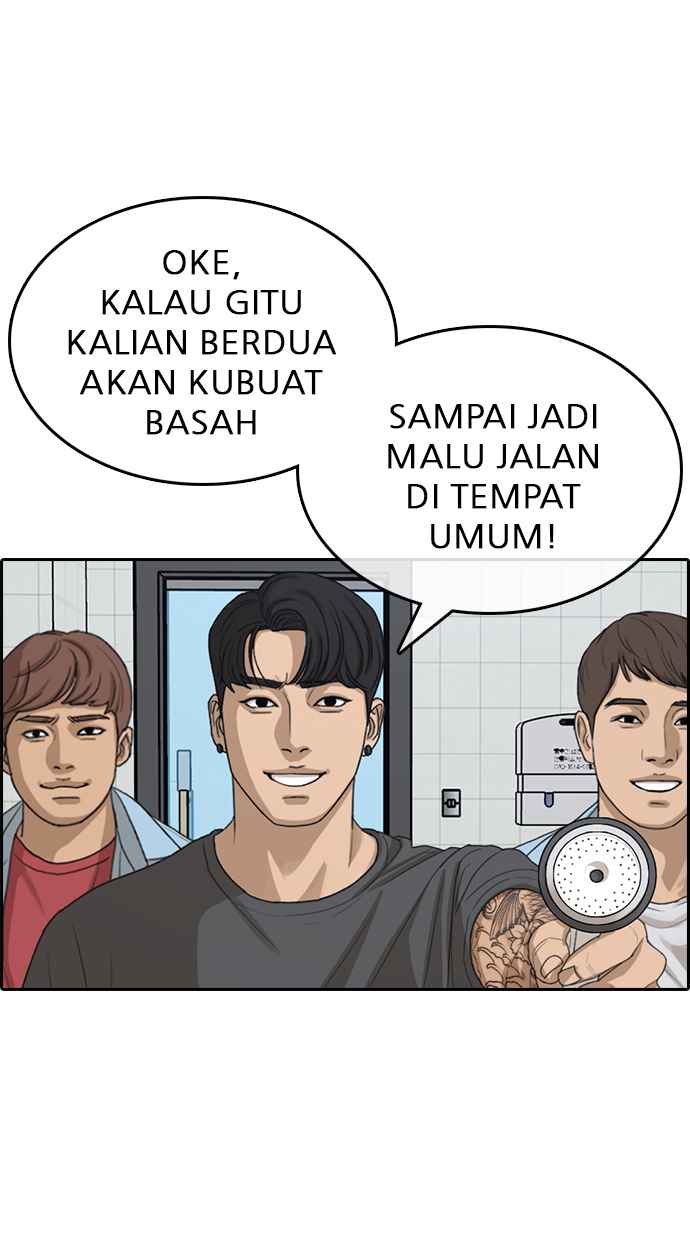 OKE,
KALAU GITU
KALIAN BERDUA
AKAN KUBUAT
BASAH
SAMPAI JADI
MALU JALAN
DI TEMPAT
UMUM!